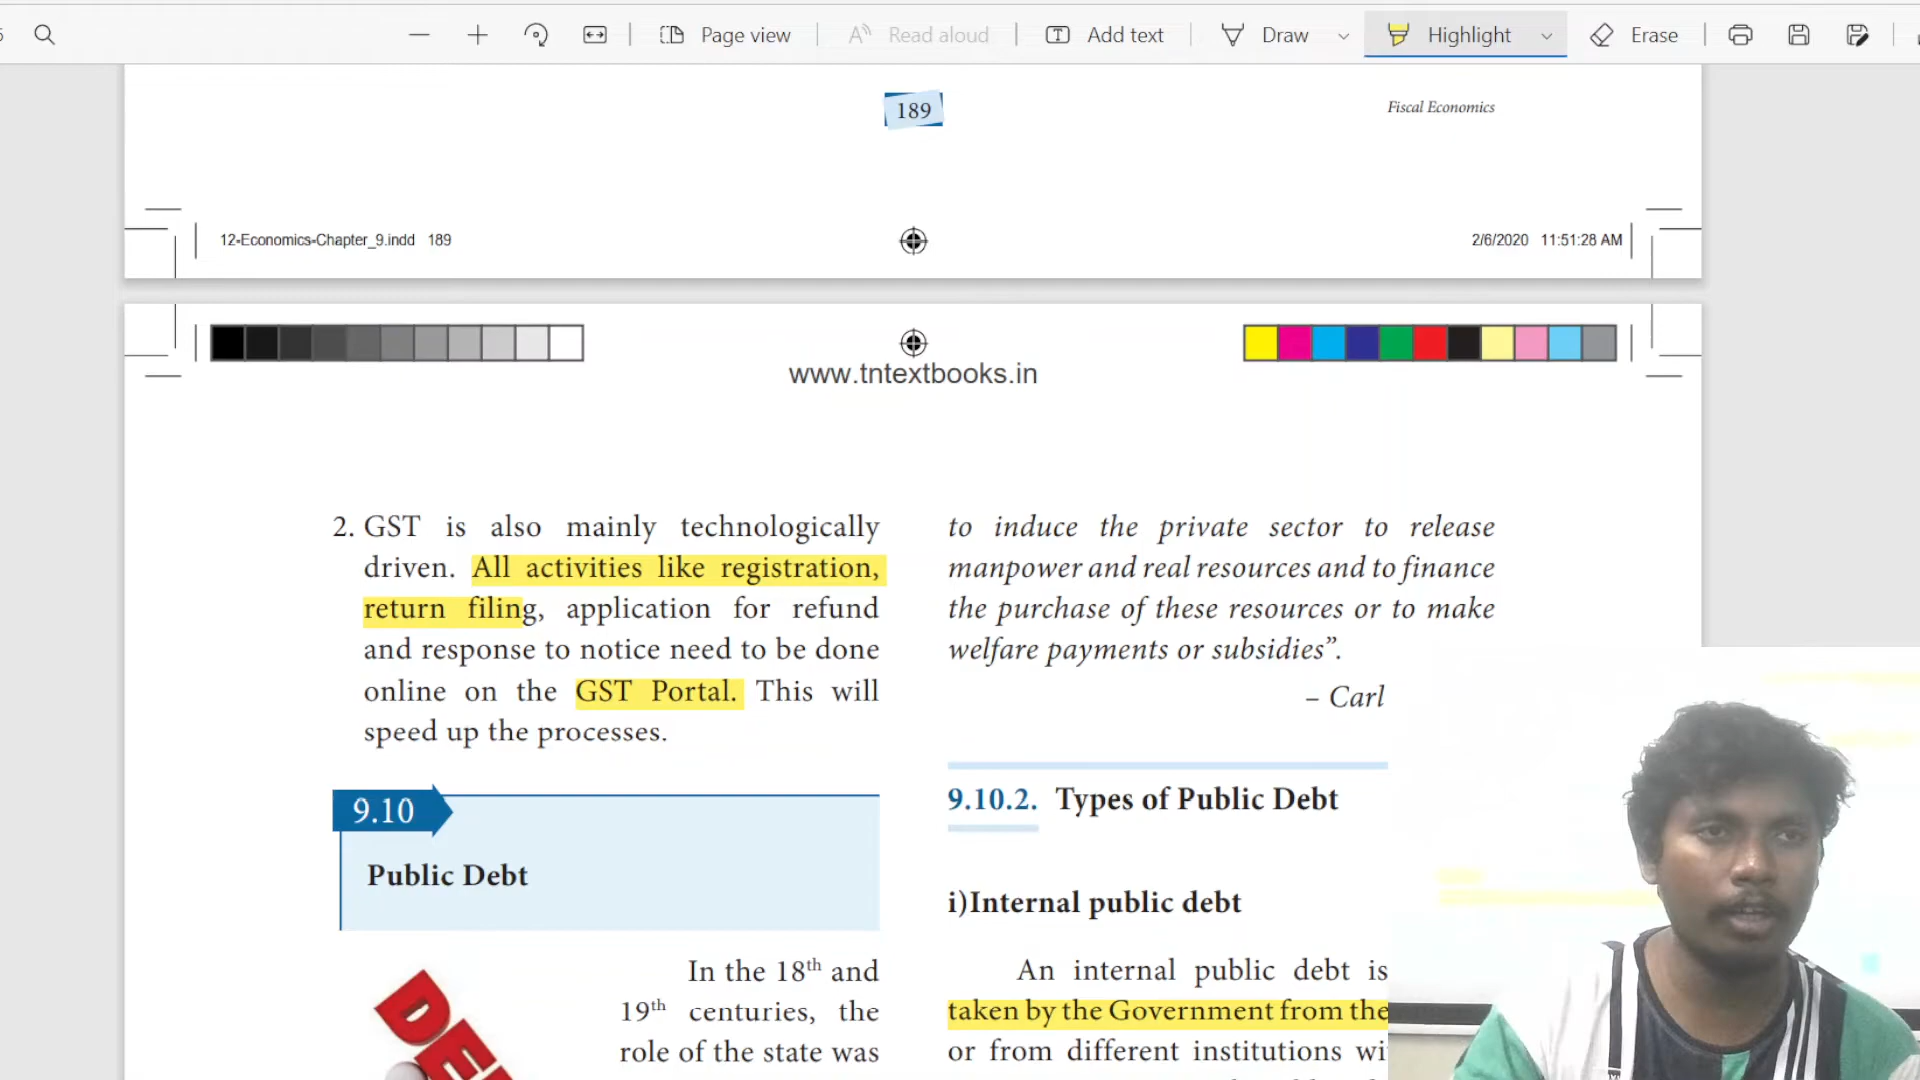 Page view
Read aloud
Add text
Draw
Highlight
Erase
189
Fiscal Economics
12-Economics-Chapter_9.indd 189
2/6/2020 11:51:28 AM
www.tntextbooks.in
2. GST is also mainly technologically
driven. All activities like registration,
return filing, application for refund
and response to notice need to be done
online on the GST Portal. This will
speed up the processes.
9.10
Public Debt
In the 18th and
19th centuries, the
role of the state was
to induce the private sector to release
manpower and real resources and to finance
the purchase of these resources or to make
welfare payments or subsidies”.
– Carl
9.10.2. Types of Public Debt
i)Internal public debt
An internal public debt is
taken by the Government from the
or from different institutions